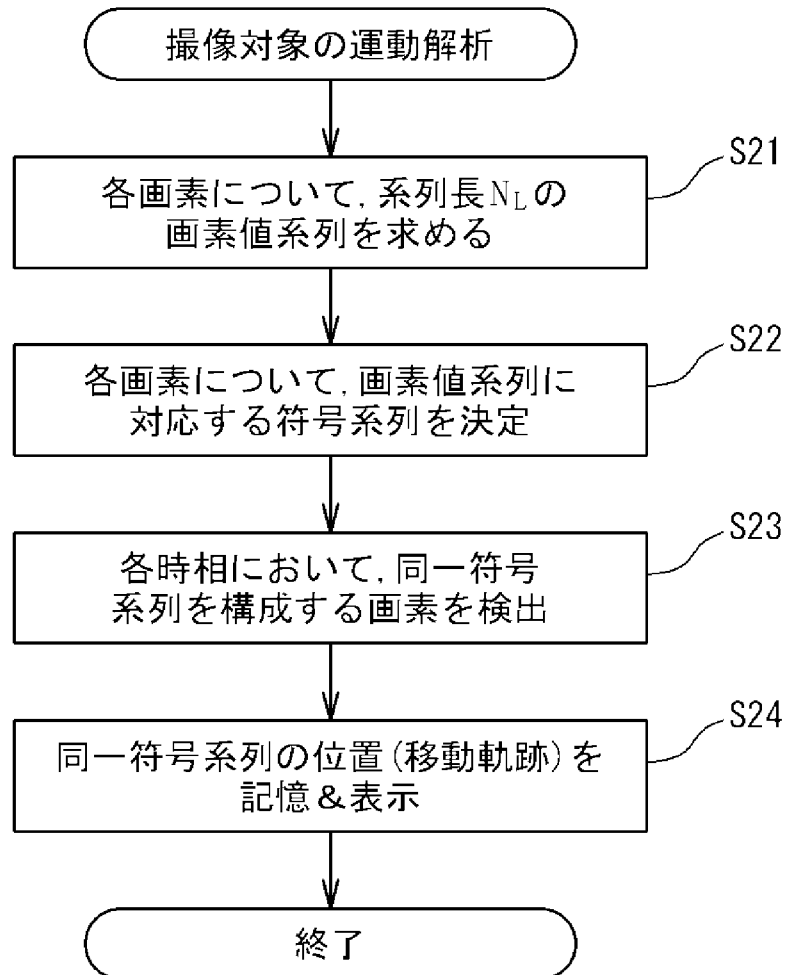 撮像対象の運動解析
S21
各画素について,系列長N_Lの
画素値系列を求める
S22
各画素について,画素値系列に
対応する符号系列を決定
S23
各時相において,同一符号
系列を構成する画素を検出
S24
同一符号系列の位置(移動軌跡)を
記憶&表示
終了